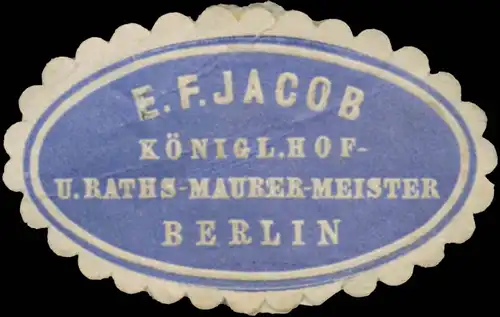 E. F. JACOB
KÖNIGL. HOF-
U. RATHS-MAURER-MEISTER
BERLIN